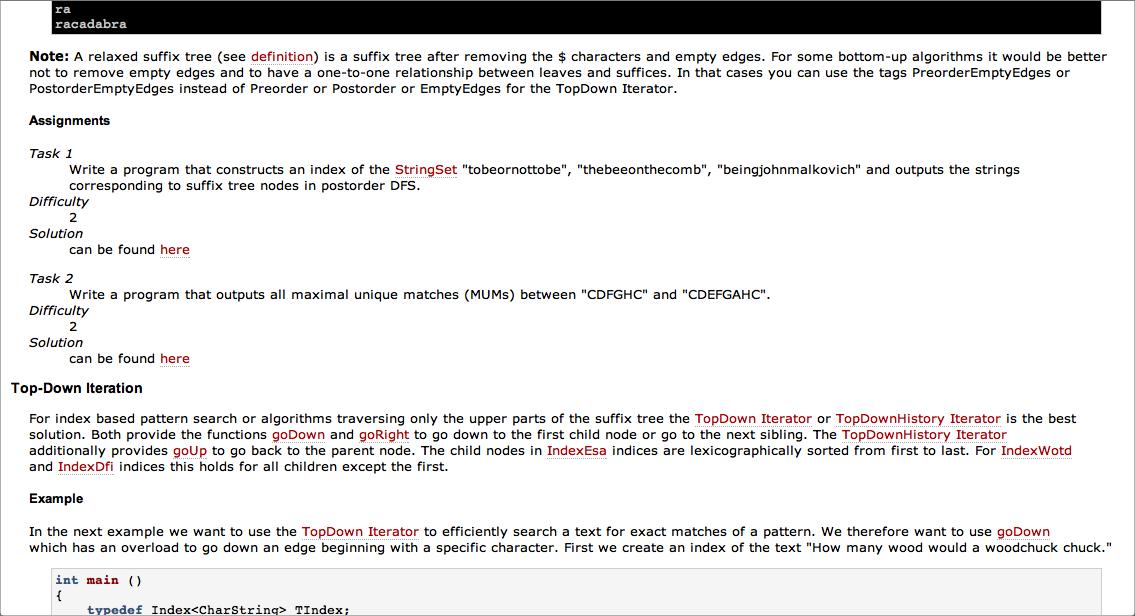 ra
racadabra
Note: A relaxed suffix tree (see definition) is a suffix tree after removing the $ characters and empty edges. For some bottom-up algorithms it would be better
not to remove empty edges and to have a one-to-one relationship between leaves and suffices. In that cases you can use the tags PreorderEmptyEdges or
PostorderEmptyEdges instead of Preorder or Postorder or EmptyEdges for the TopDown Iterator.
Assignments
Task 1
Write a program that constructs an index of the StringSet "tobeornottobe", "thebeeonthecomb", "beingjohnmalkovich" and outputs the strings
corresponding to suffix tree nodes in postorder DFS.
Difficulty
2
Solution
can be found here
Task 2
Write a program that outputs all maximal unique matches (MUMs) between "CDFGHC" and "CDEFGAHC".
Difficulty
2
Solution
can be found here
Top-Down Iteration
For index based pattern search or algorithms traversing only the upper parts of the suffix tree the TopDown Iterator or TopDownHistory Iterator is the best
solution. Both provide the functions goDown and goRight to go down to the first child node or go to the next sibling. The TopDownHistory Iterator
additionally provides goUp to go back to the parent node. The child nodes in IndexEsa indices are lexicographically sorted from first to last. For IndexWotd
and IndexDfi indices this holds for all children except the first.
Example
In the next example we want to use the TopDown Iterator to efficiently search a text for exact matches of a pattern. We therefore want to use goDown
which has an overload to go down an edge beginning with a specific character. First we create an index of the text "How many wood would a woodchuck chuck."
int main ()
{
typedef Index<CharString> TIndex;